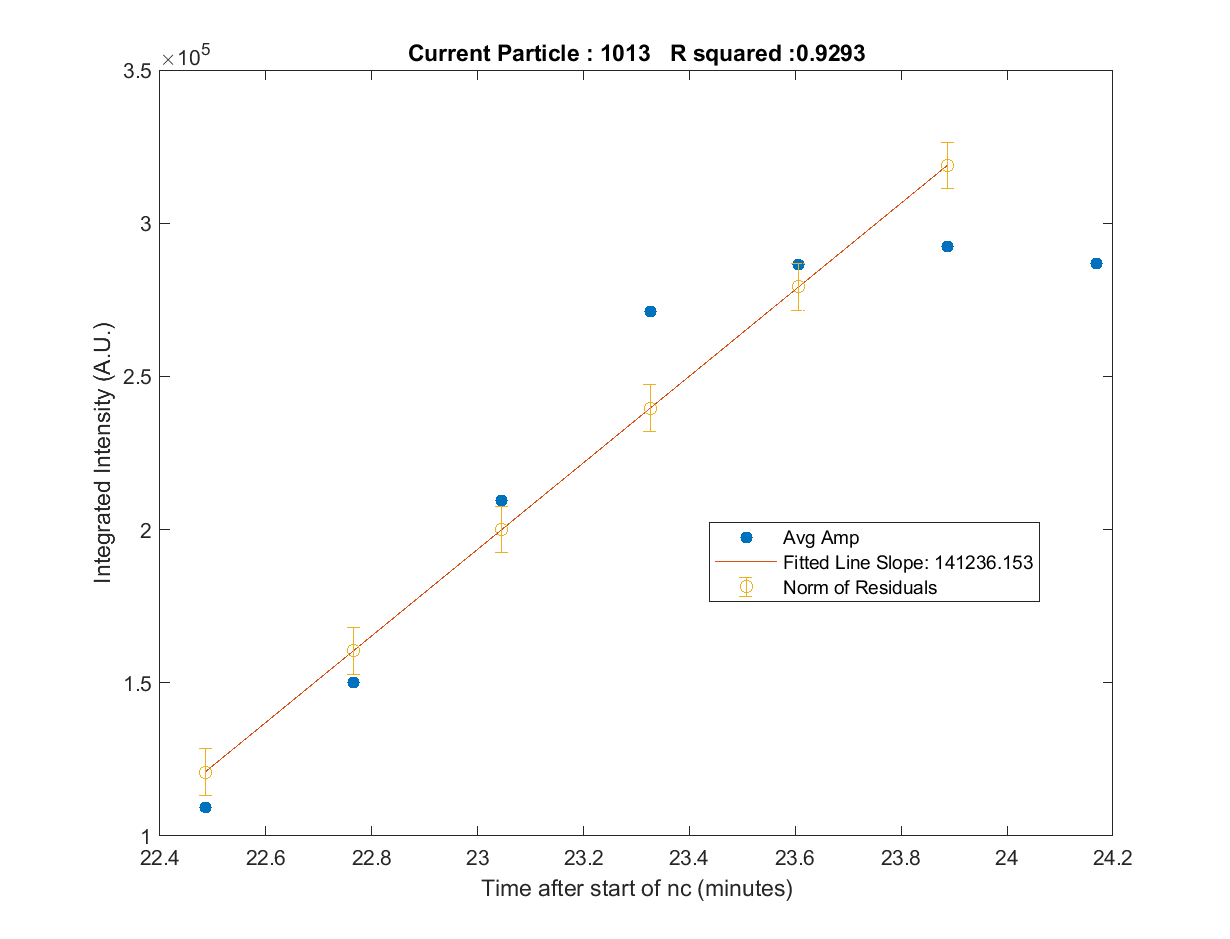 Current Particle : 1013   R squared :0.9293
×10^5
3.5
3
2.5
2
1.5
1
Integrated Intensity (A.U.)
Avg Amp
Fitted Line Slope: 141236.153
Norm of Residuals
22.4 22.6 22.8 23 23.2 23.4 23.6 23.8 24 24.2
Time after start of nc (minutes)